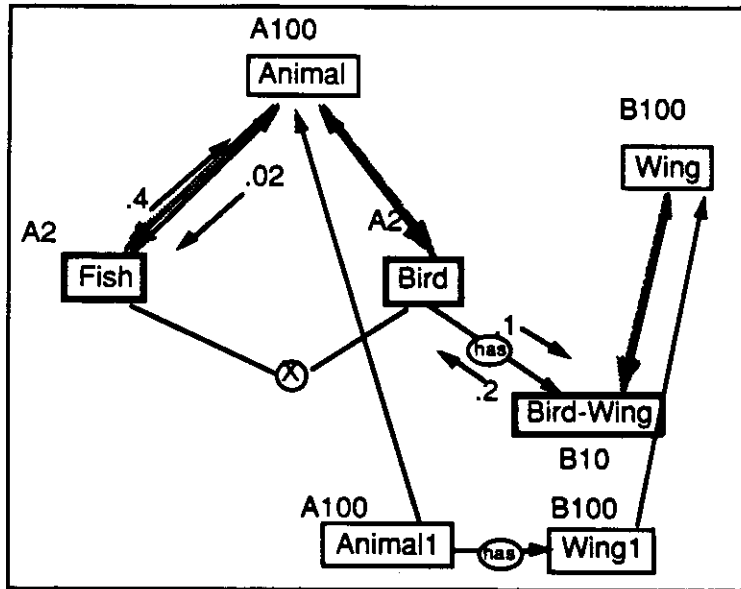 A100
Animal
B100
Wing
.4
.02
A2
A2
Fish
Bird
.1
has
X
.2
Bird-Wing
B10
A100
B100
Animal1
has
Wing1